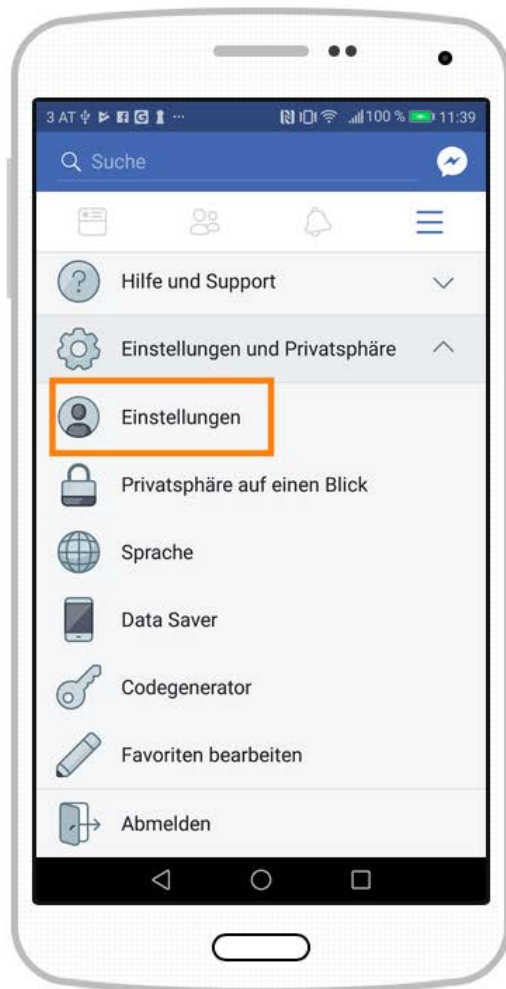 3 AT ... 100 % 11:39
Suche
Hilfe und Support
Einstellungen und Privatsphäre
Einstellungen
Privatsphäre auf einen Blick
Sprache
Data Saver
Codegenerator
Favoriten bearbeiten
Abmelden